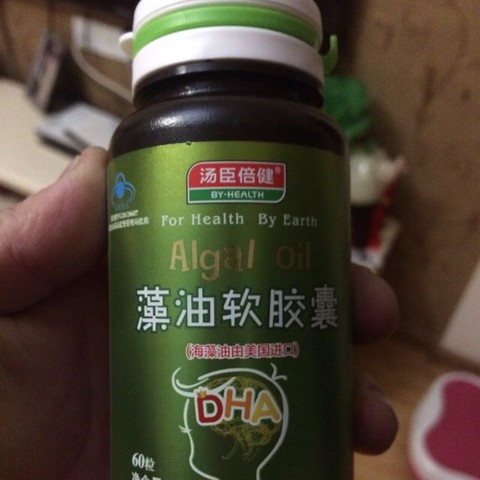 汤臣倍健®
BY-HEALTH
For Health By Earth
Algal Oil
藻油软胶囊
(海藻油由美国进口)
DHA
60粒